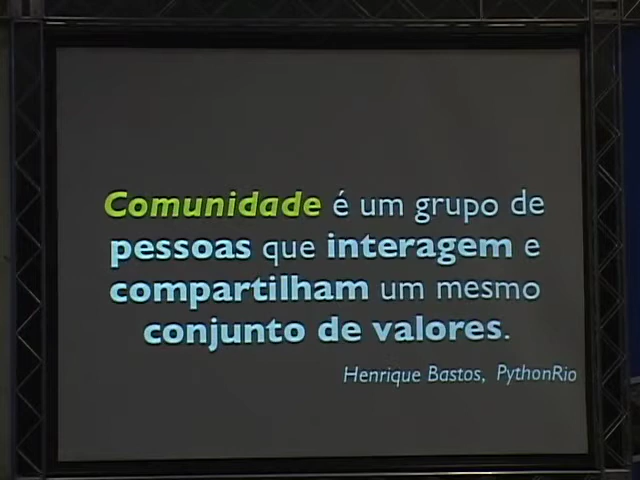 Comunidade é um grupo de
pessoas que interagem e
compartilham um mesmo
conjunto de valores.
Henrique Bastos, PythonRio